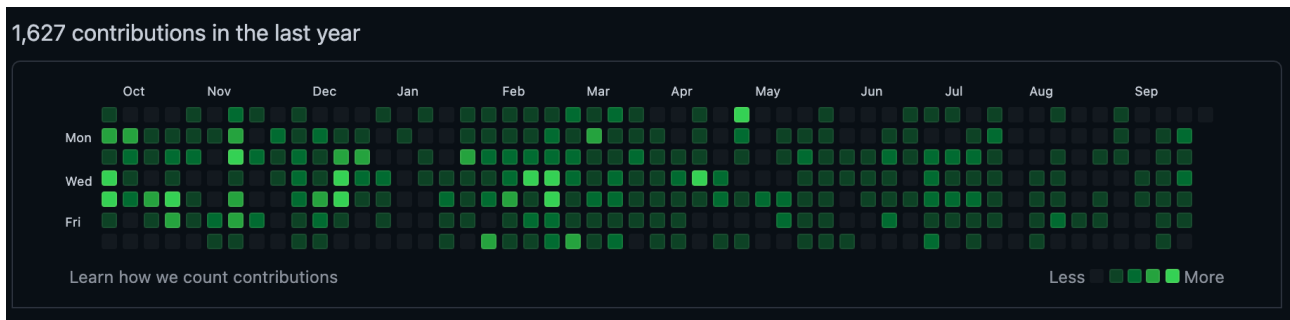 1,627 contributions in the last year
Oct Nov Dec Jan Feb Mar Apr May Jun Jul Aug Sep
Mon
Wed
Fri
Learn how we count contributions
Less More